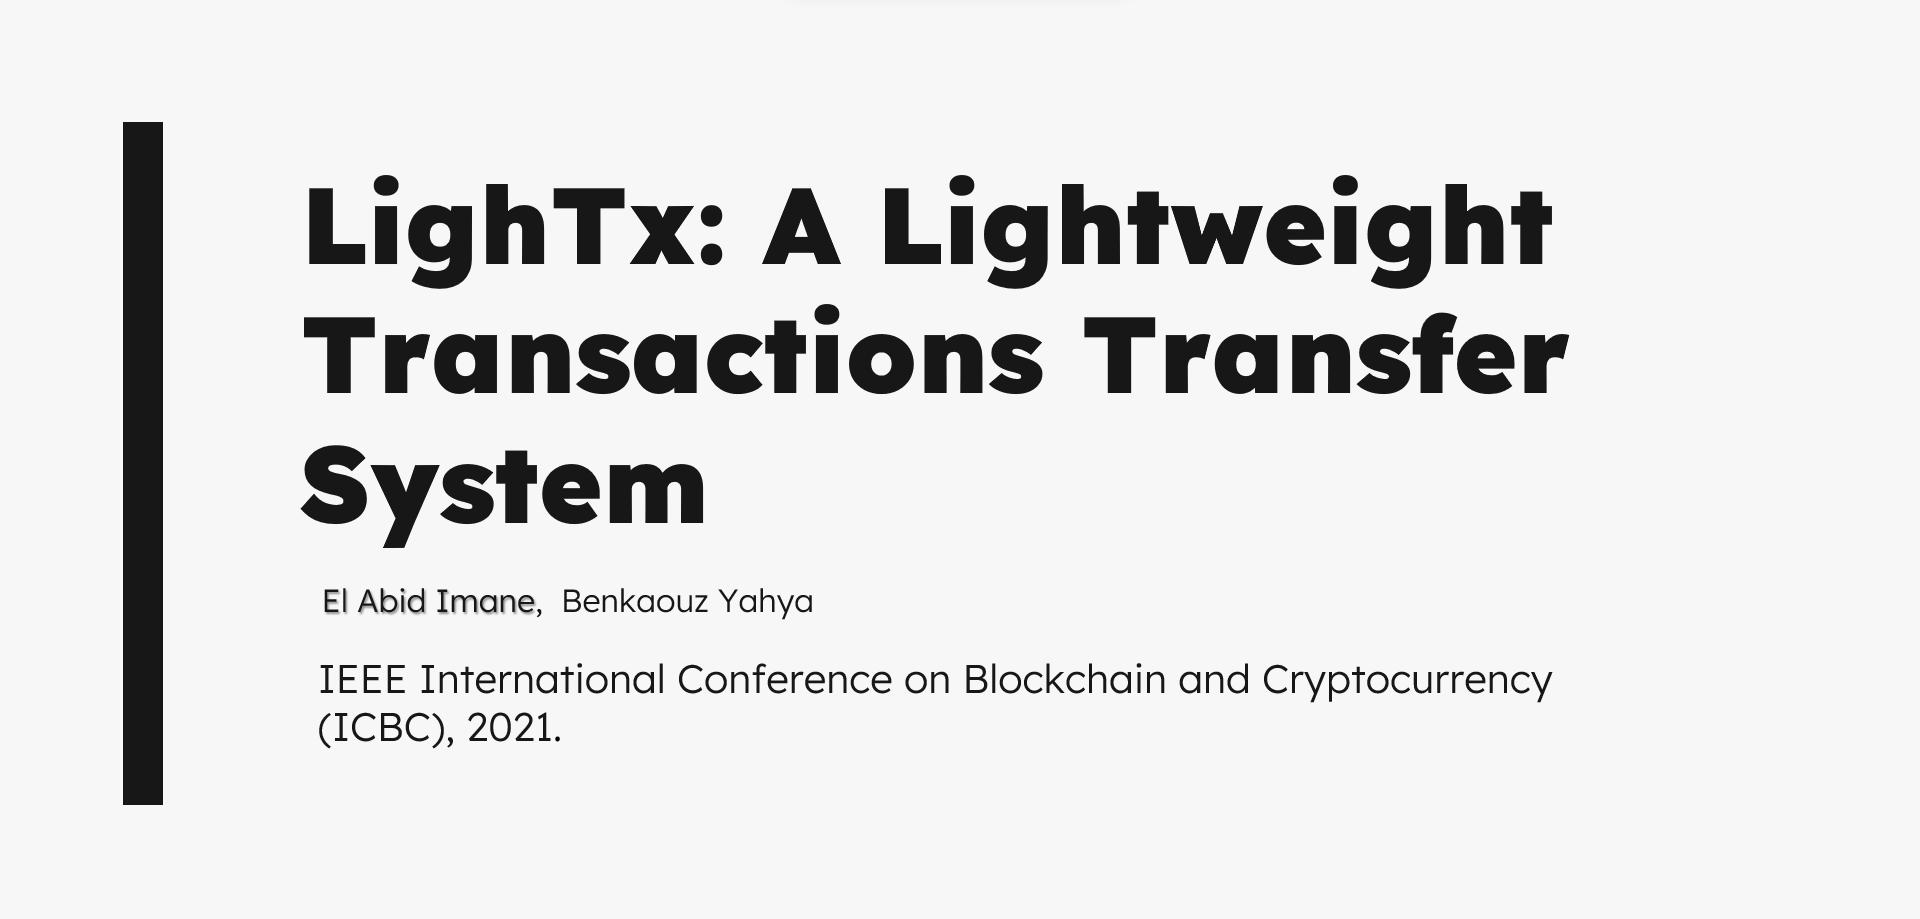 LighTx: A Lightweight
Transactions Transfer
System
El Abid Imane, Benkaouz Yahya
IEEE International Conference on Blockchain and Cryptocurrency
(ICBC), 2021.